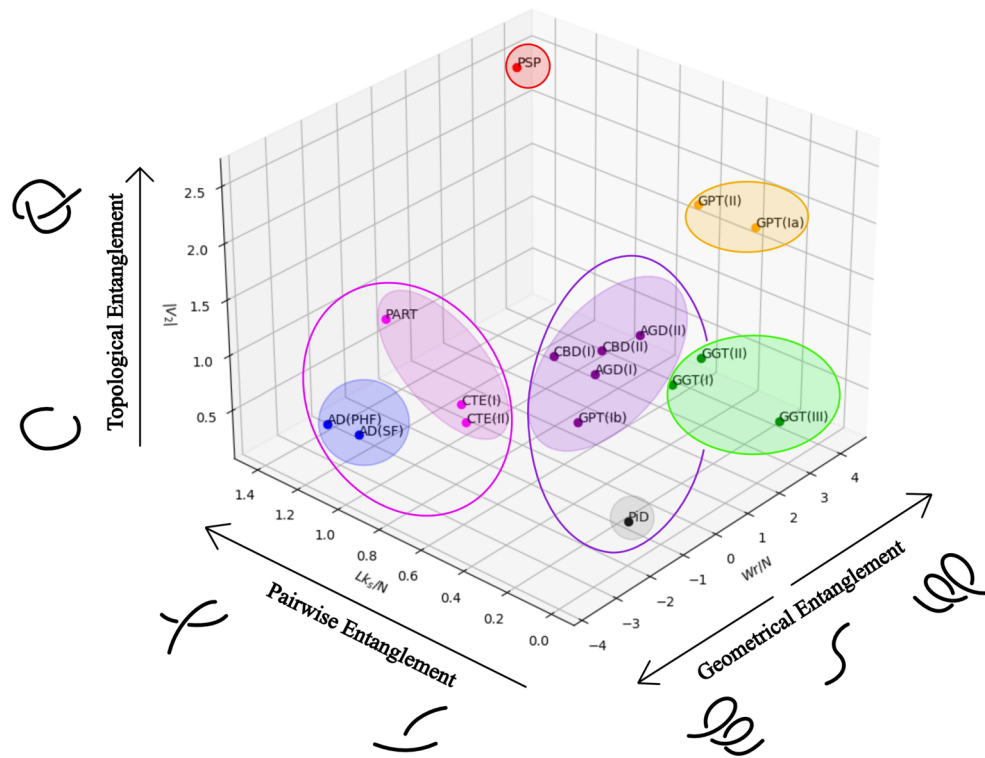 PSP
GPT(II)
GPT(Ia)
2.5
2.0
1.5
1.0
0.5
|V₂|
Topological Entanglement
PART
AGD(II)
CBD(I)
CBD(II)
GGT(II)
AGD(I)
GGT(I)
CTE(I)
CTE(II)
GPT(Ib)
GGT(III)
AD(PHF)
AD(SF)
PiD
1.4
1.2
1.0
0.8
0.6
0.4
0.2
0.0
Lkₛ/N
−4
−3
−2
−1
0
1
2
3
4
Wr/N
Pairwise Entanglement
Geometrical Entanglement